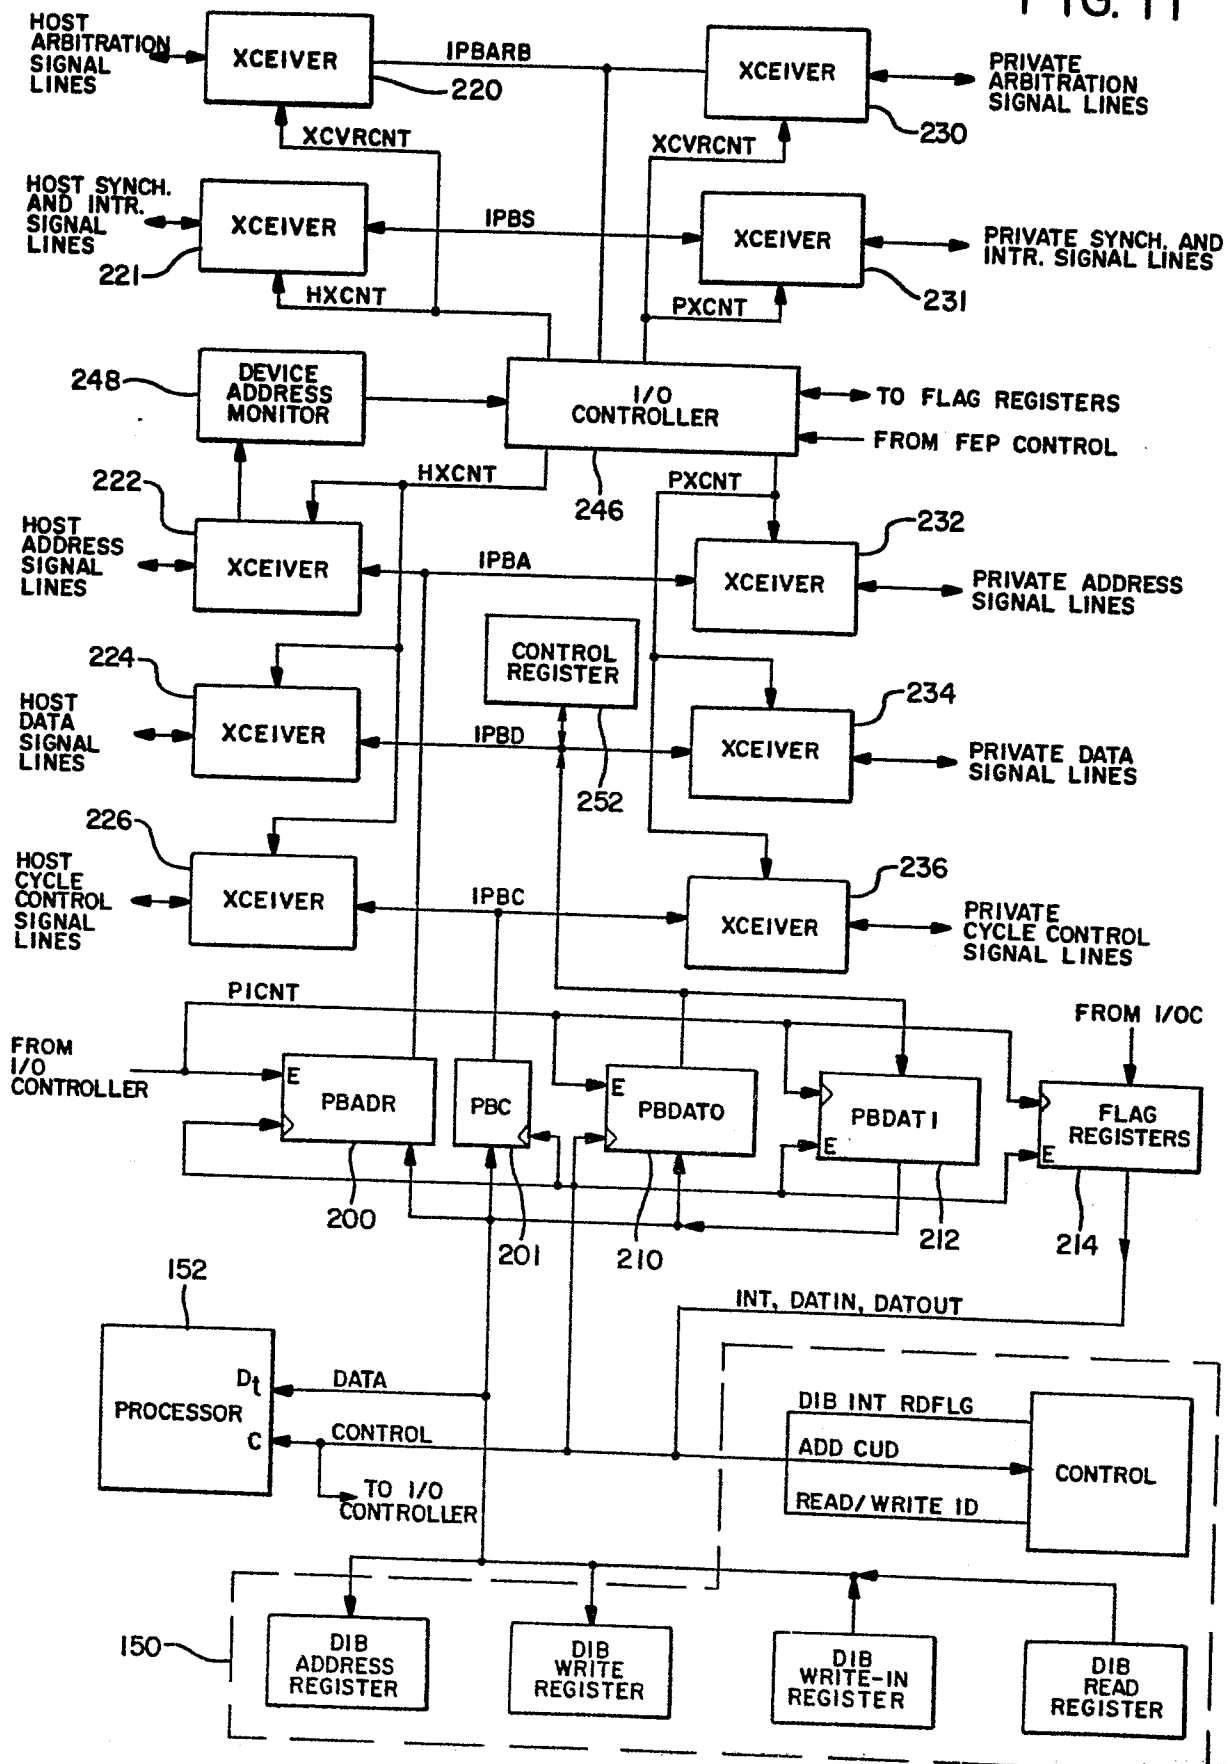 FIG. 11
HOST
ARBITRATION
SIGNAL
LINES
XCEIVER
IPBARB
XCEIVER
PRIVATE
ARBITRATION
SIGNAL LINES
220
230
XCVRCNT
XCVRCNT
HOST SYNCH.
AND INTR.
SIGNAL
LINES
XCEIVER
IPBS
XCEIVER
PRIVATE SYNCH. AND
INTR. SIGNAL LINES
221
231
HXCNT
PXCNT
248
DEVICE
ADDRESS
MONITOR
I/O
CONTROLLER
TO FLAG REGISTERS
FROM FEP CONTROL
HXCNT
246
PXCNT
222
232
HOST
ADDRESS
SIGNAL
LINES
XCEIVER
IPBA
XCEIVER
PRIVATE ADDRESS
SIGNAL LINES
CONTROL
REGISTER
224
234
HOST
DATA
SIGNAL
LINES
XCEIVER
IPBD
XCEIVER
PRIVATE DATA
SIGNAL LINES
252
226
236
HOST
CYCLE
CONTROL
SIGNAL
LINES
XCEIVER
IPBC
XCEIVER
PRIVATE
CYCLE CONTROL
SIGNAL LINES
PICNT
FROM I/OC
FROM
I/O
CONTROLLER
E
PBADR
PBC
E
PBDATO
PBDATI
E
FLAG
REGISTERS
E
200
201
210
212
214
152
INT, DATIN, DATOUT
PROCESSOR
Dt
DATA
C
CONTROL
TO I/O
CONTROLLER
DIB INT RDFLG
ADD CUD
READ/WRITE ID
CONTROL
150
DIB
ADDRESS
REGISTER
DIB
WRITE
REGISTER
DIB
WRITE-IN
REGISTER
DIB
READ
REGISTER